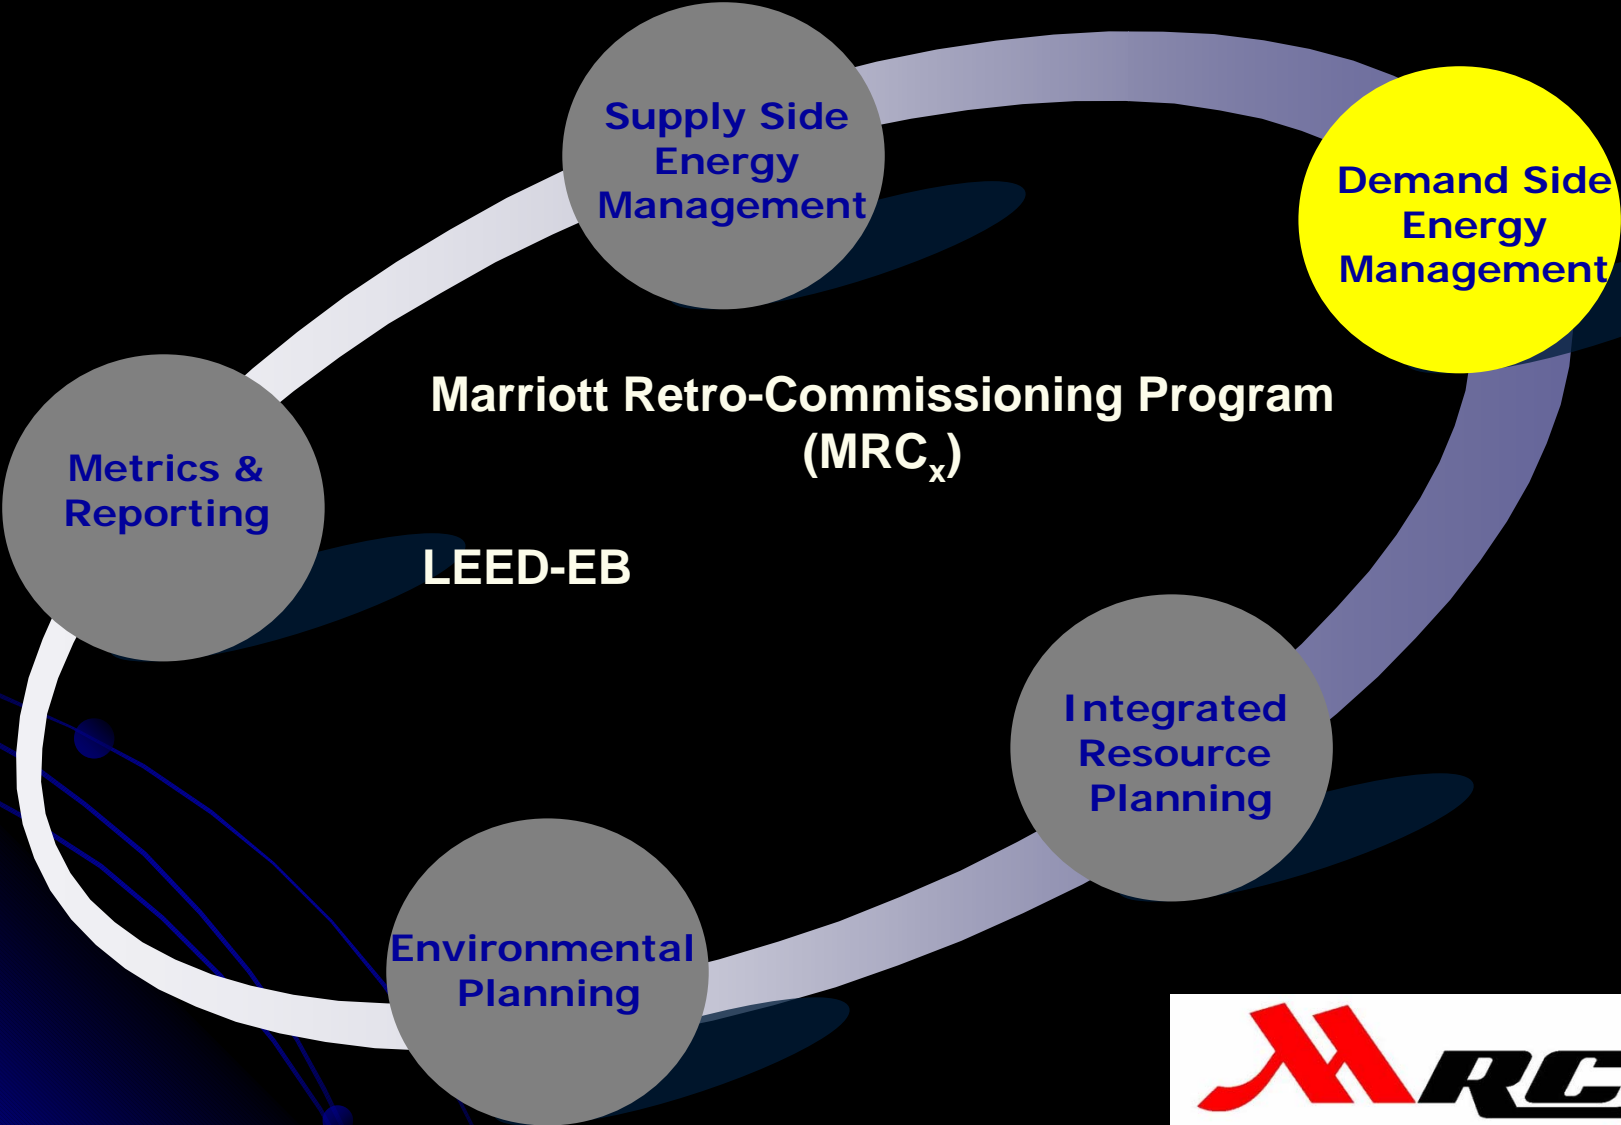 Supply Side
Energy
Management
Demand Side
Energy
Management
Marriott Retro-Commissioning Program
(MRCx)
Metrics &
Reporting
LEED-EB
Integrated
Resource
Planning
Environmental
Planning
MRC